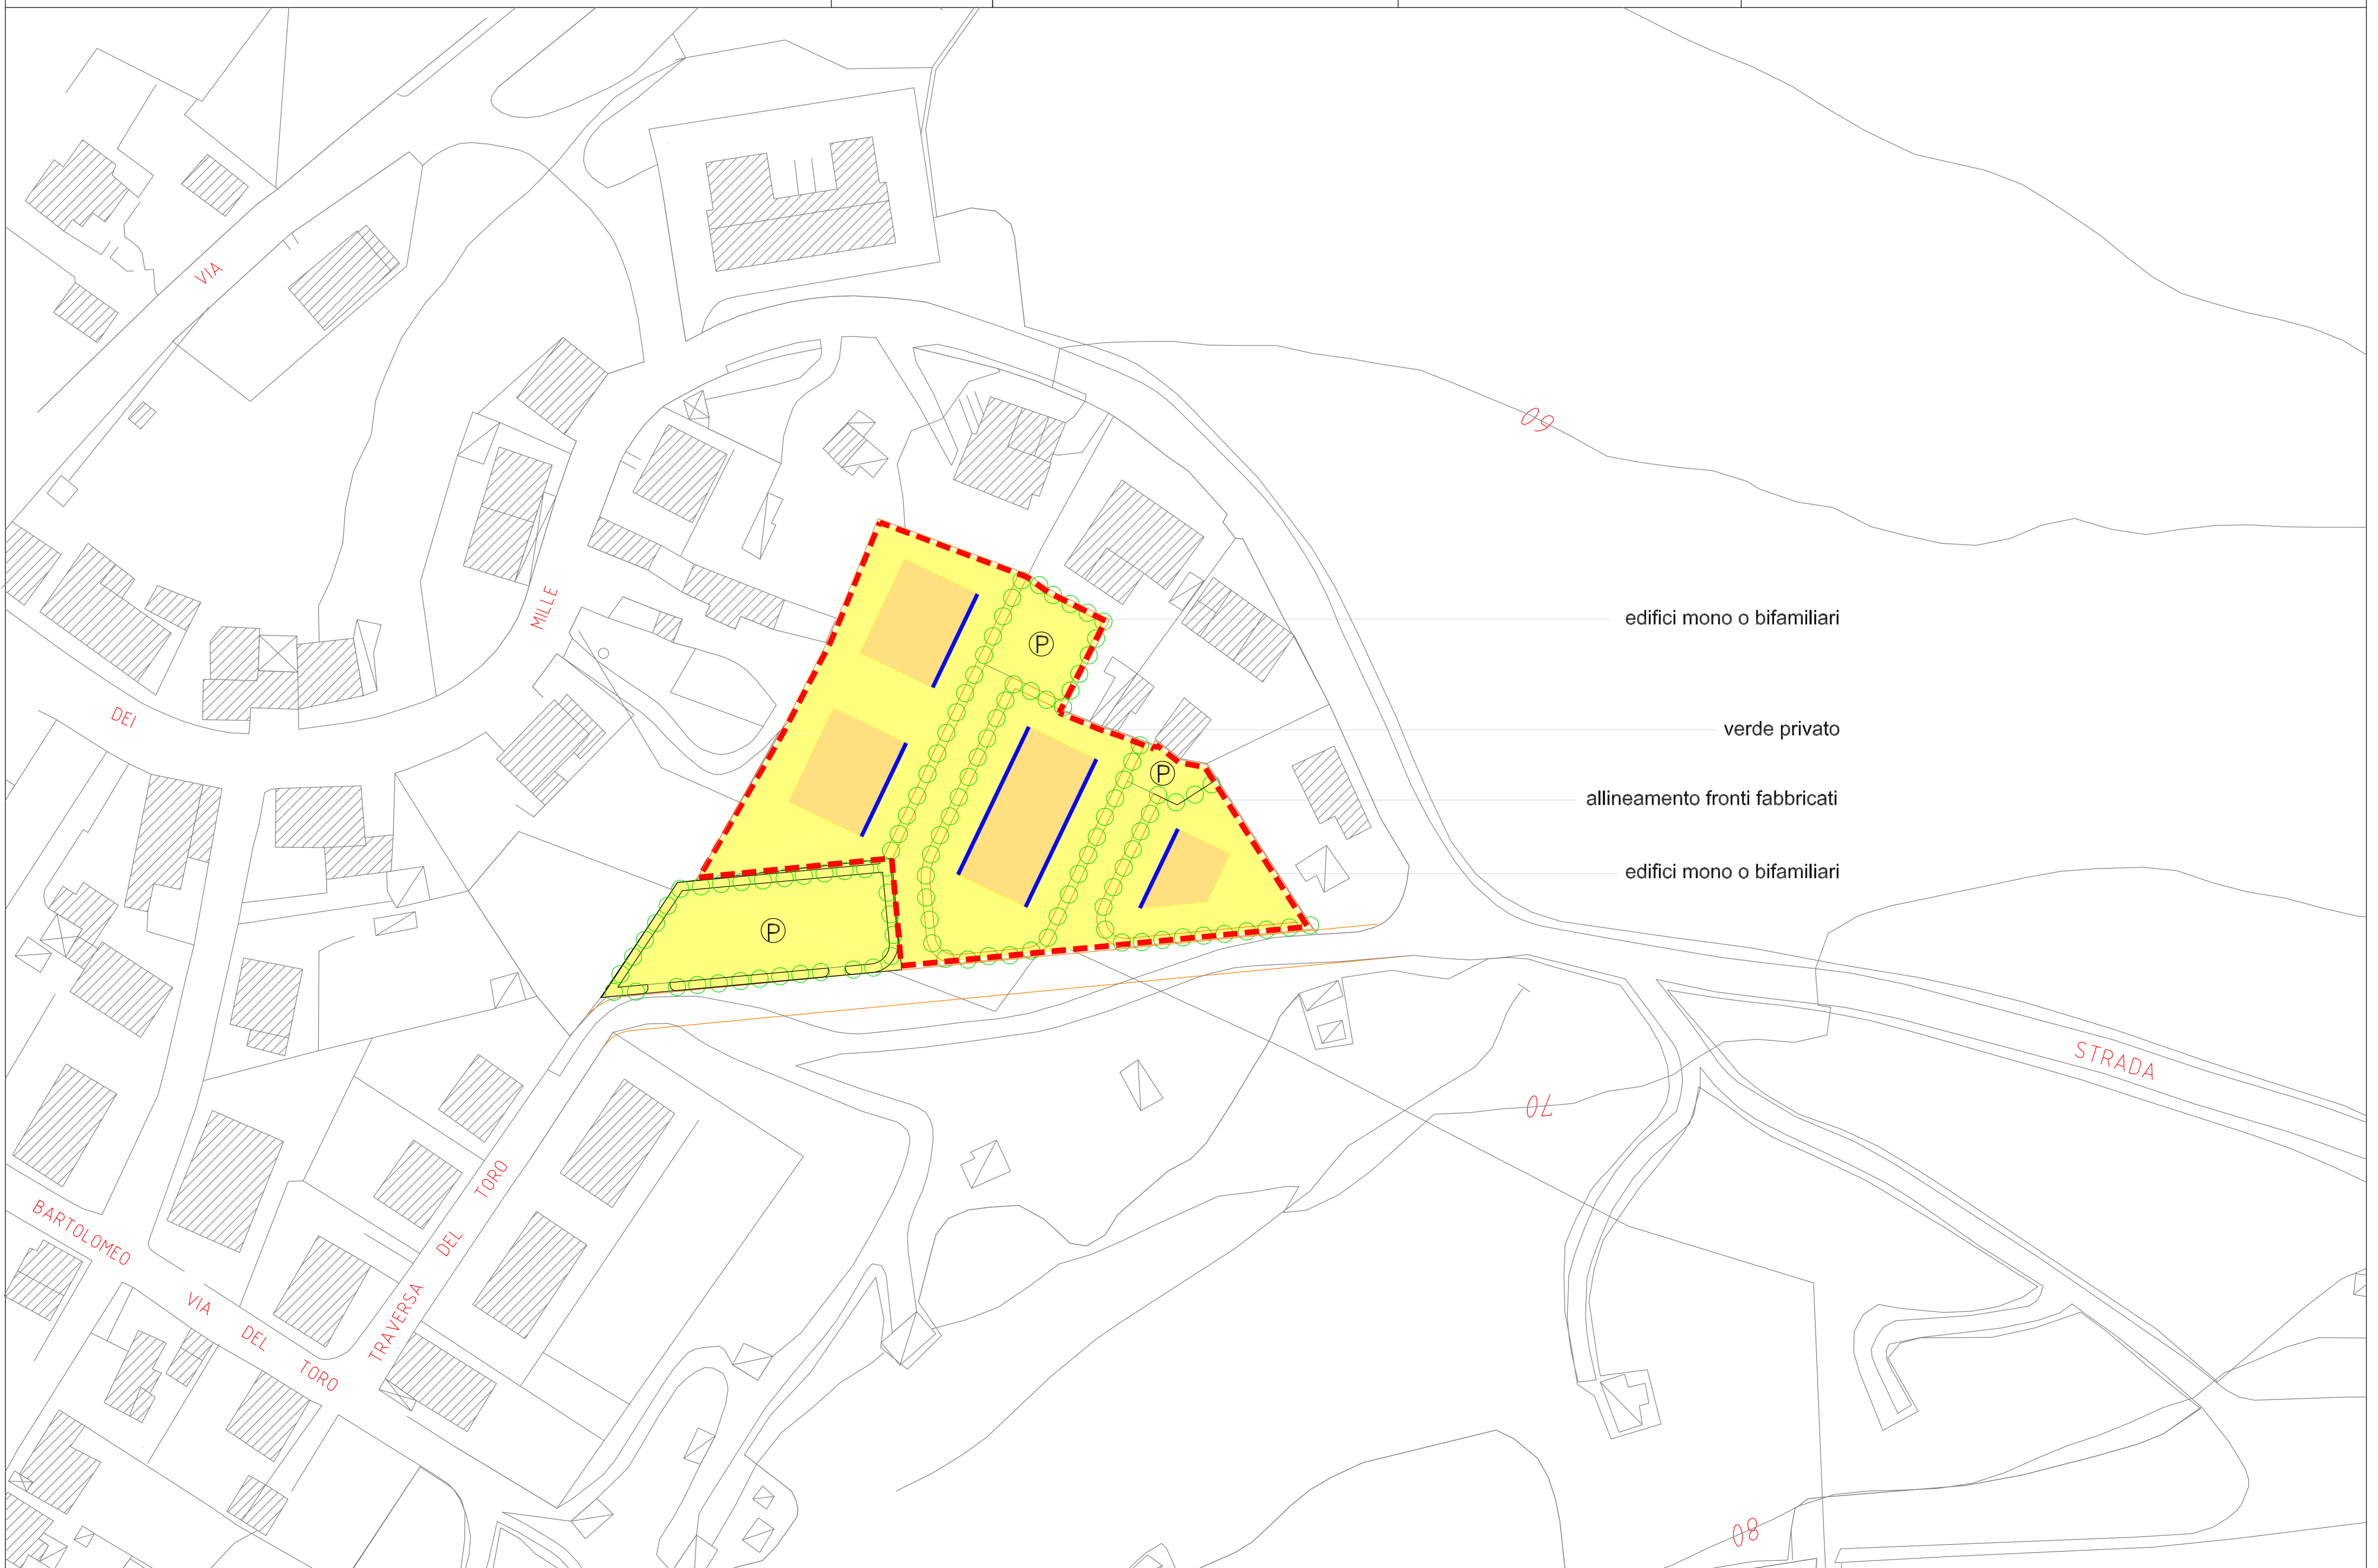 VIA
60
MILLE
edifici mono o bifamiliari
P
DEI
verde privato
P
allineamento fronti fabbricati
edifici mono o bifamiliari
P
STRADA
70
TRAVERSA DEL TORO
BARTOLOMEO
VIA DEL TORO
80